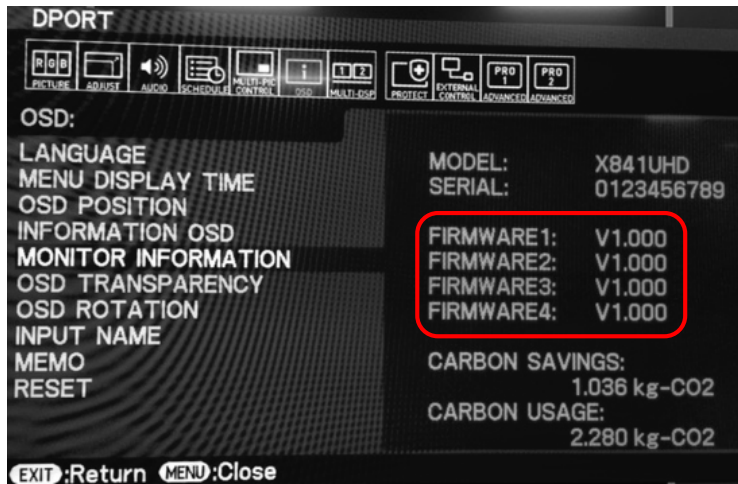 DPORT
RGB
PICTURE
ADJUST
AUDIO
SCHEDULE
MULTI-PIC
CONTROL
i
OSD
1 2
MULTI-DSP
PROTECT
EXTERNAL
CONTROL
PRO
1
ADVANCED
PRO
2
ADVANCED
OSD:
LANGUAGE
MENU DISPLAY TIME
OSD POSITION
INFORMATION OSD
MONITOR INFORMATION
OSD TRANSPARENCY
OSD ROTATION
INPUT NAME
MEMO
RESET
MODEL: X841UHD
SERIAL: 0123456789
FIRMWARE1: V1.000
FIRMWARE2: V1.000
FIRMWARE3: V1.000
FIRMWARE4: V1.000
CARBON SAVINGS:
1.036 kg-CO2
CARBON USAGE:
2.280 kg-CO2
EXIT:Return MENU:Close